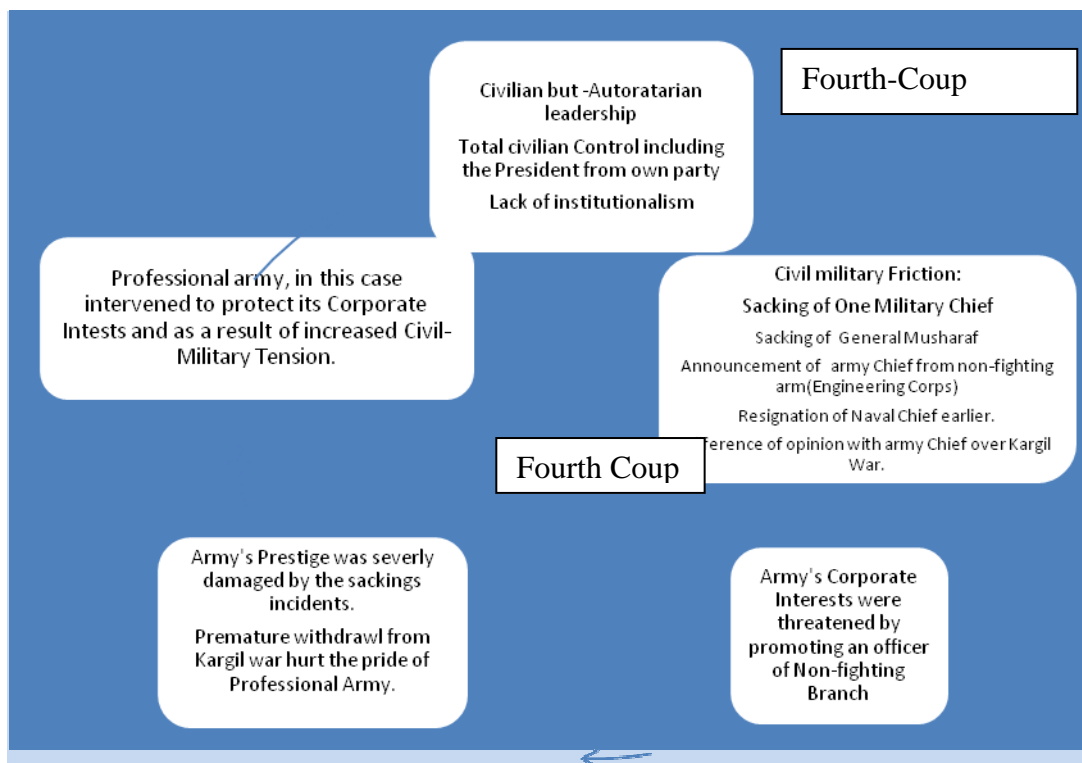 Fourth-Coup
Civilian but -Autoratarian
leadership
Total civilian Control including
the President from own party
Lack of institutionalism
Professional army, in this case
intervened to protect its Corporate
Intests and as a result of increased Civil-
Military Tension.
Civil military Friction:
Sacking of One Military Chief
Sacking of General Musharaf
Announcement of army Chief from non-fighting
arm(Engineering Corps)
Resignation of Naval Chief earlier.
ference of opinion with army Chief over Kargil
War.
Fourth Coup
Army's Prestige was severly
damaged by the sackings
incidents.
Premature withdrawl from
Kargil war hurt the pride of
Professional Army.
Army's Corporate
Interests were
threatened by
promoting an officer
of Non-fighting
Branch